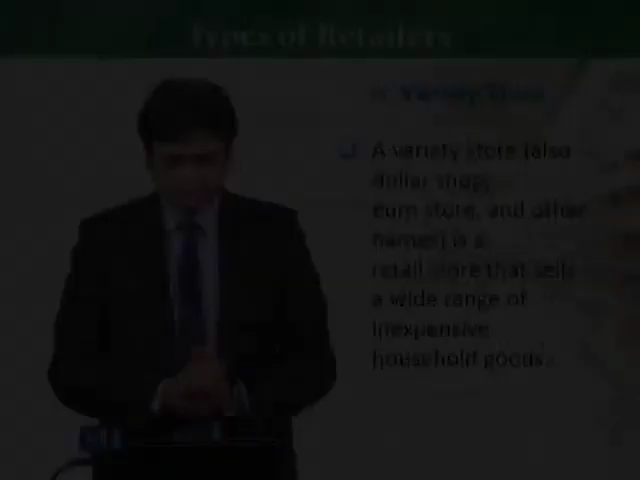 Types of Retailers
Variety Store
A variety store (also
dollar shop,
euro store, and other
names) is a
retail store that sells
a wide range of
inexpensive
household goods.